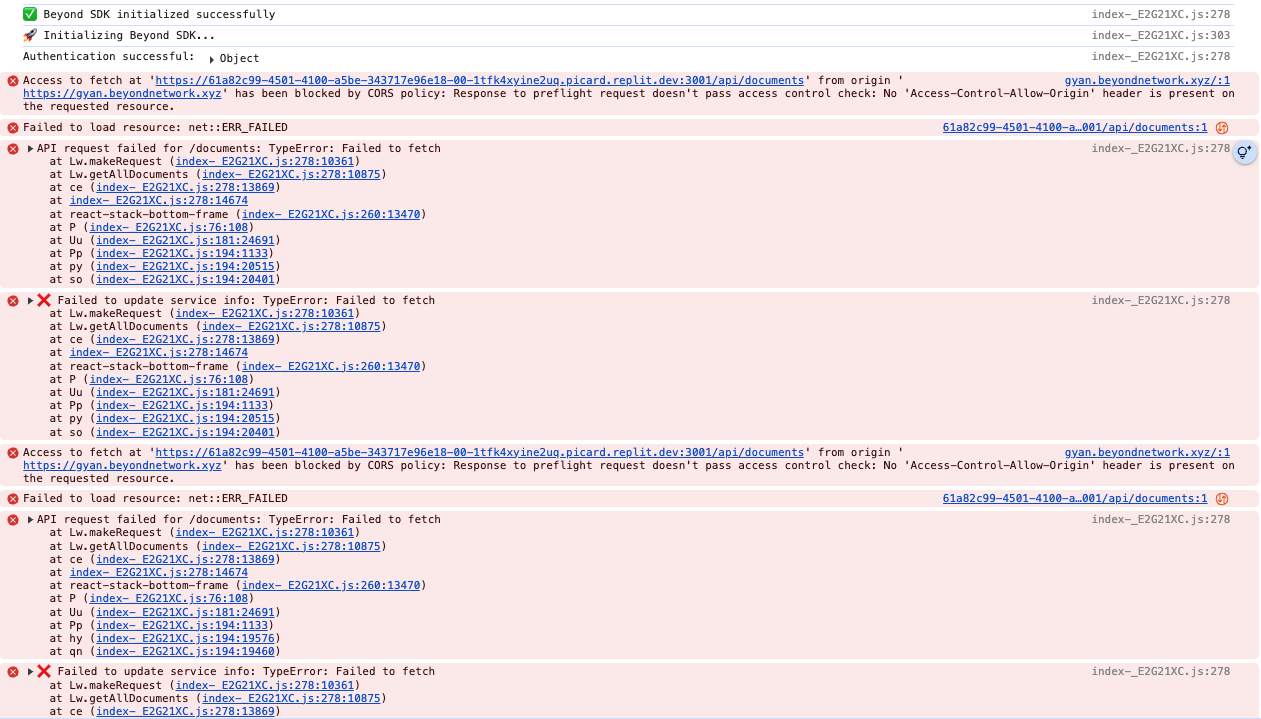 ✅ Beyond SDK initialized successfully index-_E2G21XC.js:278
🚀 Initializing Beyond SDK... index-_E2G21XC.js:303
Authentication successful: ▶ Object index-_E2G21XC.js:278
Access to fetch at 'https://61a82c99-4501-4100-a5be-343717e96e18-00-1tfk4xyine2uq.picard.replit.dev:3001/api/documents' from origin ' gyan.beyondnetwork.xyz/:1
https://gyan.beyondnetwork.xyz' has been blocked by CORS policy: Response to preflight request doesn't pass access control check: No 'Access-Control-Allow-Origin' header is present on
the requested resource.
Failed to load resource: net::ERR_FAILED 61a82c99-4501-4100-a…001/api/documents:1
▶API request failed for /documents: TypeError: Failed to fetch index-_E2G21XC.js:278
at Lw.makeRequest (index-_E2G21XC.js:278:10361)
at Lw.getAllDocuments (index-_E2G21XC.js:278:10875)
at ce (index-_E2G21XC.js:278:13869)
at index-_E2G21XC.js:278:14674
at react-stack-bottom-frame (index-_E2G21XC.js:260:13470)
at P (index-_E2G21XC.js:76:108)
at Uu (index-_E2G21XC.js:181:24691)
at Pp (index-_E2G21XC.js:194:1133)
at py (index-_E2G21XC.js:194:20515)
at so (index-_E2G21XC.js:194:20401)
▶❌ Failed to update service info: TypeError: Failed to fetch index-_E2G21XC.js:278
at Lw.makeRequest (index-_E2G21XC.js:278:10361)
at Lw.getAllDocuments (index-_E2G21XC.js:278:10875)
at ce (index-_E2G21XC.js:278:13869)
at index-_E2G21XC.js:278:14674
at react-stack-bottom-frame (index-_E2G21XC.js:260:13470)
at P (index-_E2G21XC.js:76:108)
at Uu (index-_E2G21XC.js:181:24691)
at Pp (index-_E2G21XC.js:194:1133)
at py (index-_E2G21XC.js:194:20515)
at so (index-_E2G21XC.js:194:20401)
Access to fetch at 'https://61a82c99-4501-4100-a5be-343717e96e18-00-1tfk4xyine2uq.picard.replit.dev:3001/api/documents' from origin ' gyan.beyondnetwork.xyz/:1
https://gyan.beyondnetwork.xyz' has been blocked by CORS policy: Response to preflight request doesn't pass access control check: No 'Access-Control-Allow-Origin' header is present on
the requested resource.
Failed to load resource: net::ERR_FAILED 61a82c99-4501-4100-a…001/api/documents:1
▶API request failed for /documents: TypeError: Failed to fetch index-_E2G21XC.js:278
at Lw.makeRequest (index-_E2G21XC.js:278:10361)
at Lw.getAllDocuments (index-_E2G21XC.js:278:10875)
at ce (index-_E2G21XC.js:278:13869)
at index-_E2G21XC.js:278:14674
at react-stack-bottom-frame (index-_E2G21XC.js:260:13470)
at P (index-_E2G21XC.js:76:108)
at Uu (index-_E2G21XC.js:181:24691)
at Pp (index-_E2G21XC.js:194:1133)
at hy (index-_E2G21XC.js:194:19576)
at qn (index-_E2G21XC.js:194:19460)
▶❌ Failed to update service info: TypeError: Failed to fetch index-_E2G21XC.js:278
at Lw.makeRequest (index-_E2G21XC.js:278:10361)
at Lw.getAllDocuments (index-_E2G21XC.js:278:10875)
at ce (index-_E2G21XC.js:278:13869)